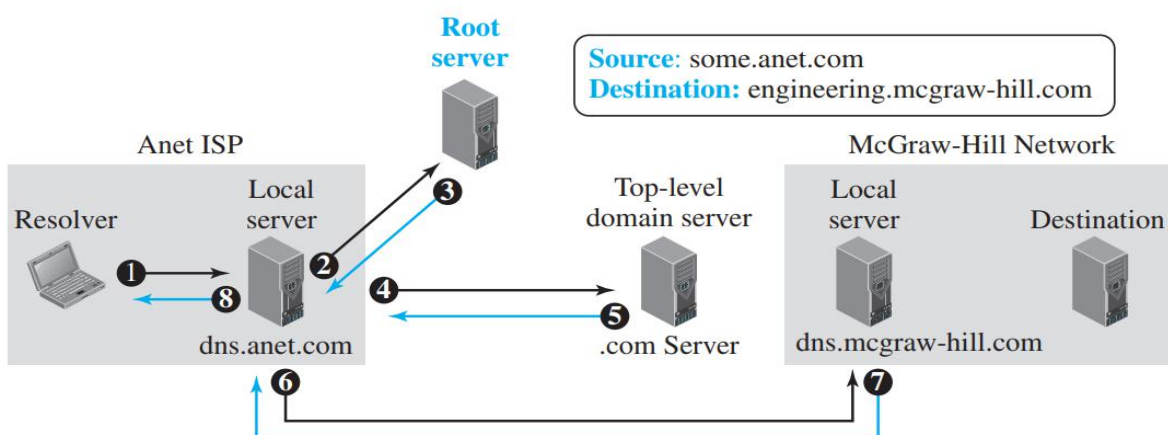 Root
server
Source: some.anet.com
Destination: engineering.mcgraw-hill.com
Anet ISP
McGraw-Hill Network
Resolver
Local
server
Top-level
domain server
Local
server
Destination
1
2
3
4
5
8
dns.anet.com
.com Server
dns.mcgraw-hill.com
6
7